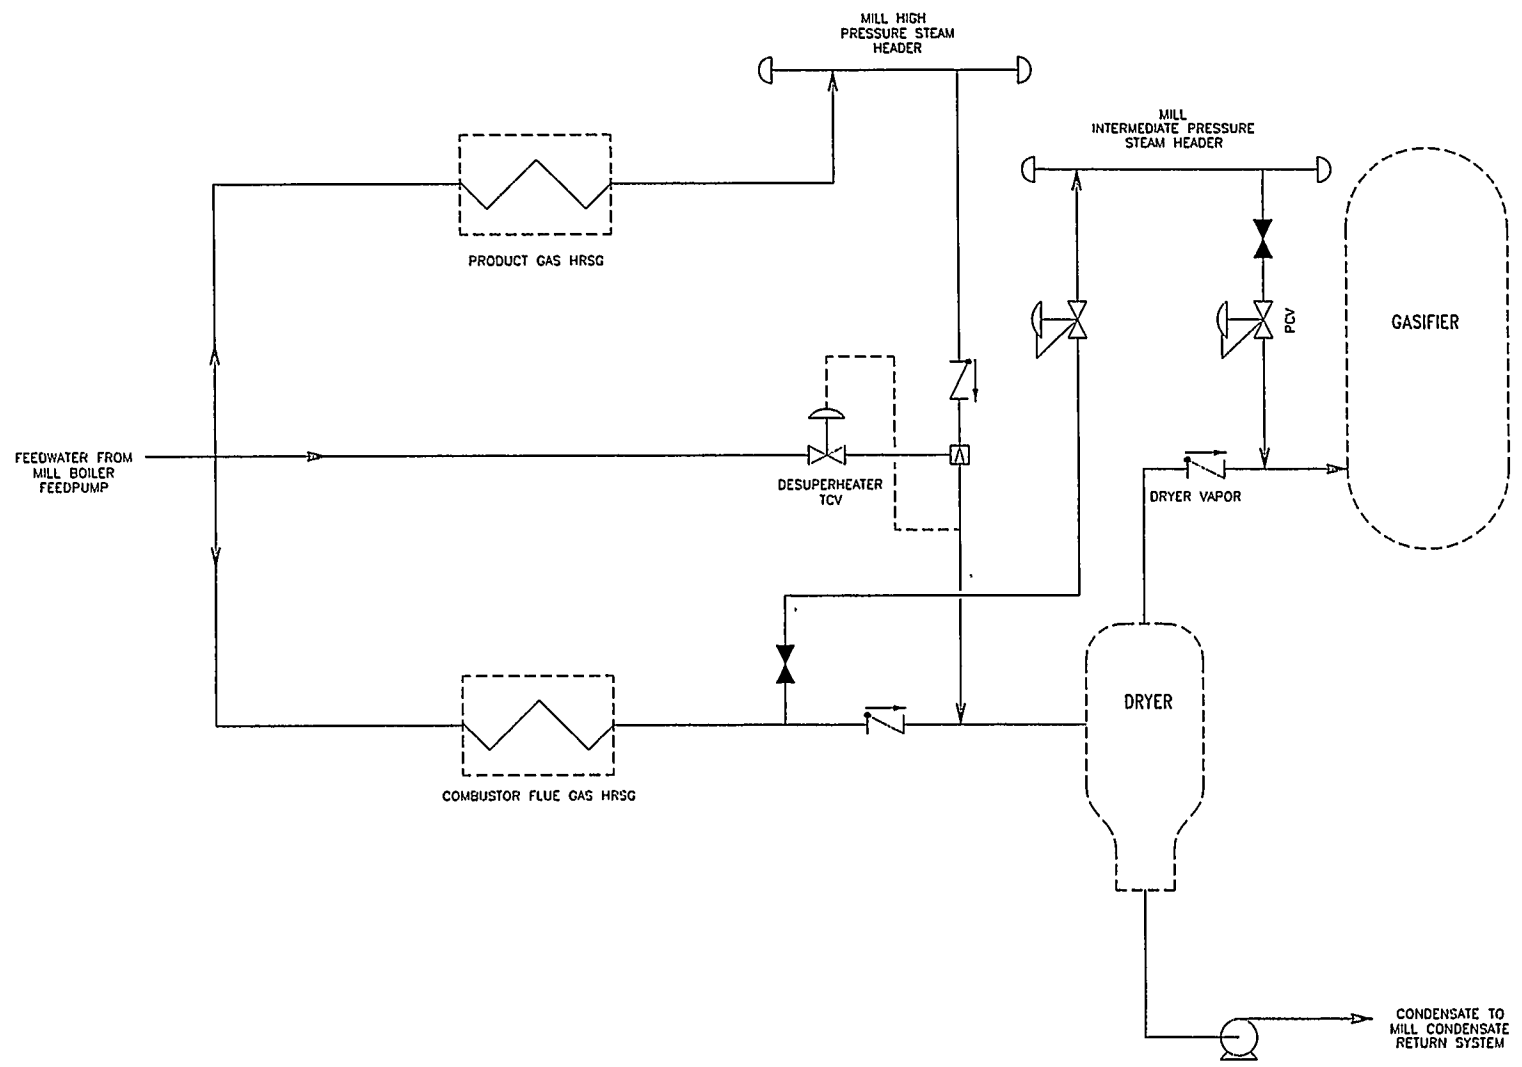 MILL HIGH
PRESSURE STEAM
HEADER
MILL
INTERMEDIATE PRESSURE
STEAM HEADER
PRODUCT GAS HRSG
PCV
GASIFIER
FEEDWATER FROM
MILL BOILER
FEEDPUMP
DESUPERHEATER
TCV
DRYER VAPOR
DRYER
COMBUSTOR FLUE GAS HRSG
CONDENSATE TO
MILL CONDENSATE
RETURN SYSTEM